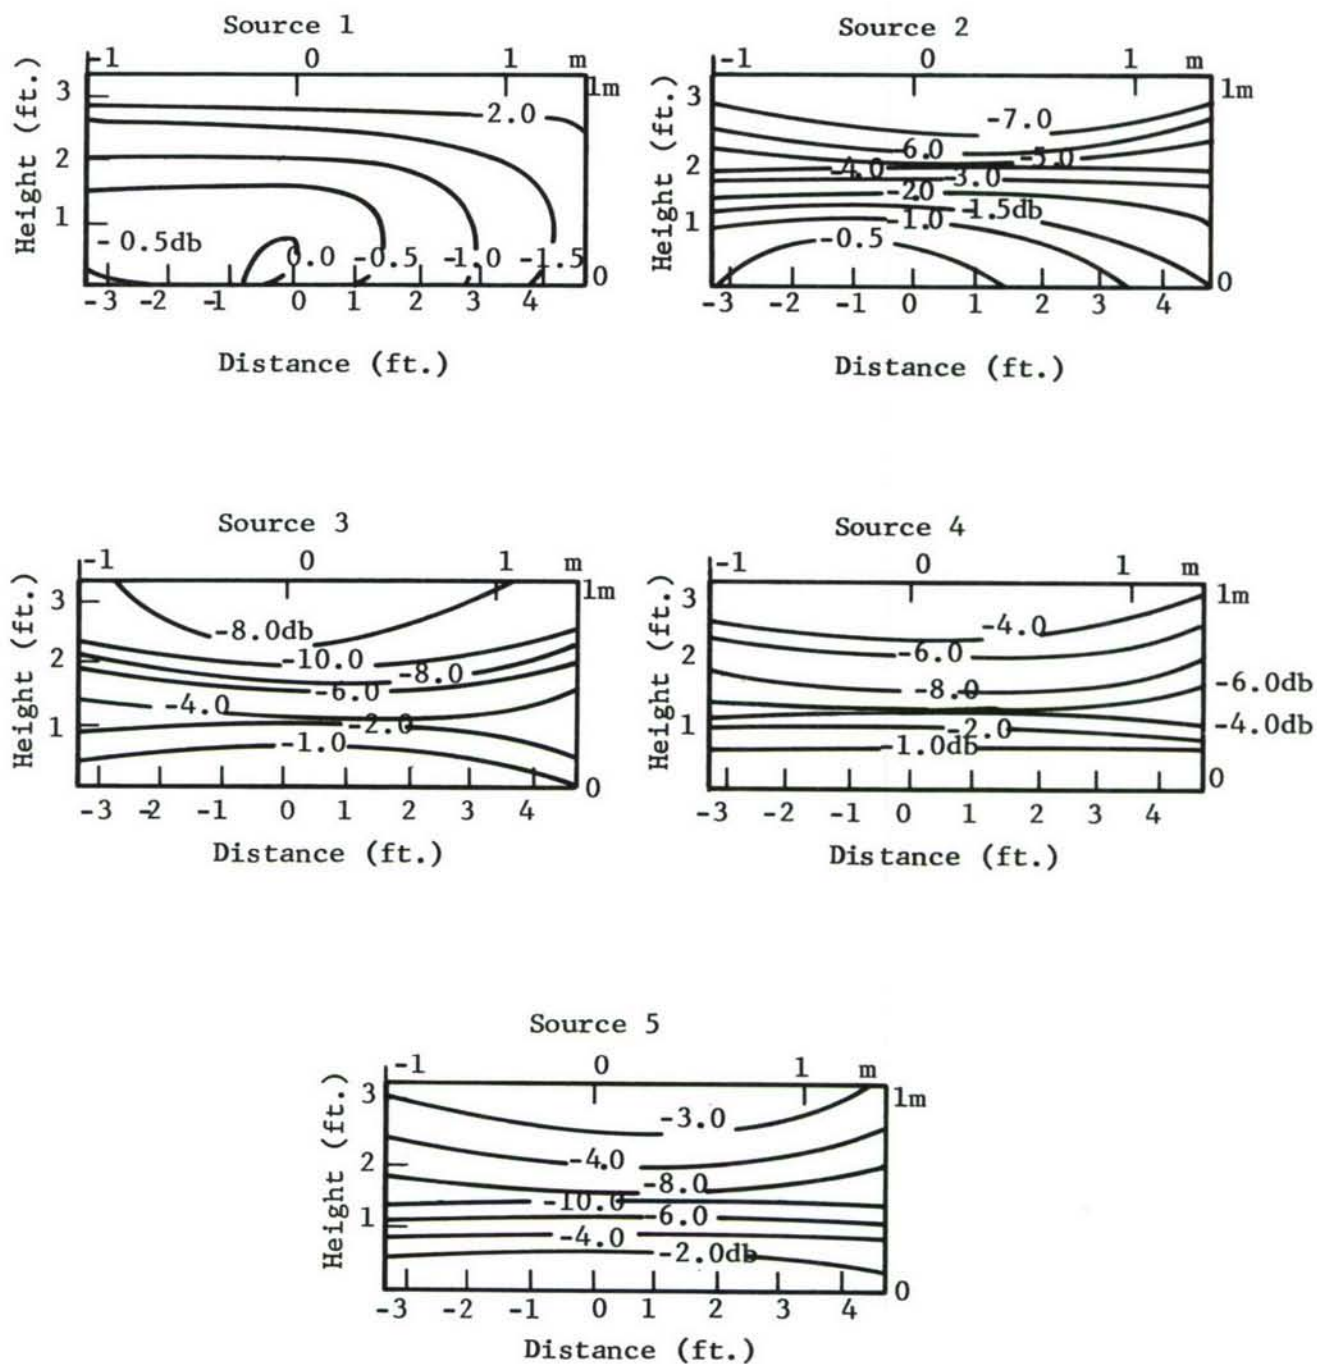 Source 1
-1 0 1 m
Height (ft.)
3
2
1
1m
0
2.0
- 0.5db
0.0 -0.5 -1.0 -1.5
-3 -2 -1 0 1 2 3 4
Distance (ft.)
Source 2
-1 0 1 m
Height (ft.)
3
2
1
1m
0
-7.0
6.0
-5.0
-4.0
-3.0
-20
-1.5db
-1.0
-0.5
-3 -2 -1 0 1 2 3 4
Distance (ft.)
Source 3
-1 0 1 m
Height (ft.)
3
2
1
1m
0
-8.0db
-10.0
-8.0
-6.0
-4.0
-2.0
-1.0
-3 -2 -1 0 1 2 3 4
Distance (ft.)
Source 4
-1 0 1 m
Height (ft.)
3
2
1
1m
0
-4.0
-6.0
-8.0
-6.0db
-4.0db
-2.0
-1.0db
-3 -2 -1 0 1 2 3 4
Distance (ft.)
Source 5
-1 0 1 m
Height (ft.)
3
2
1
1m
0
-3.0
-4.0
-8.0
-10.0
-6.0
-4.0
-2.0db
-3 -2 -1 0 1 2 3 4
Distance (ft.)